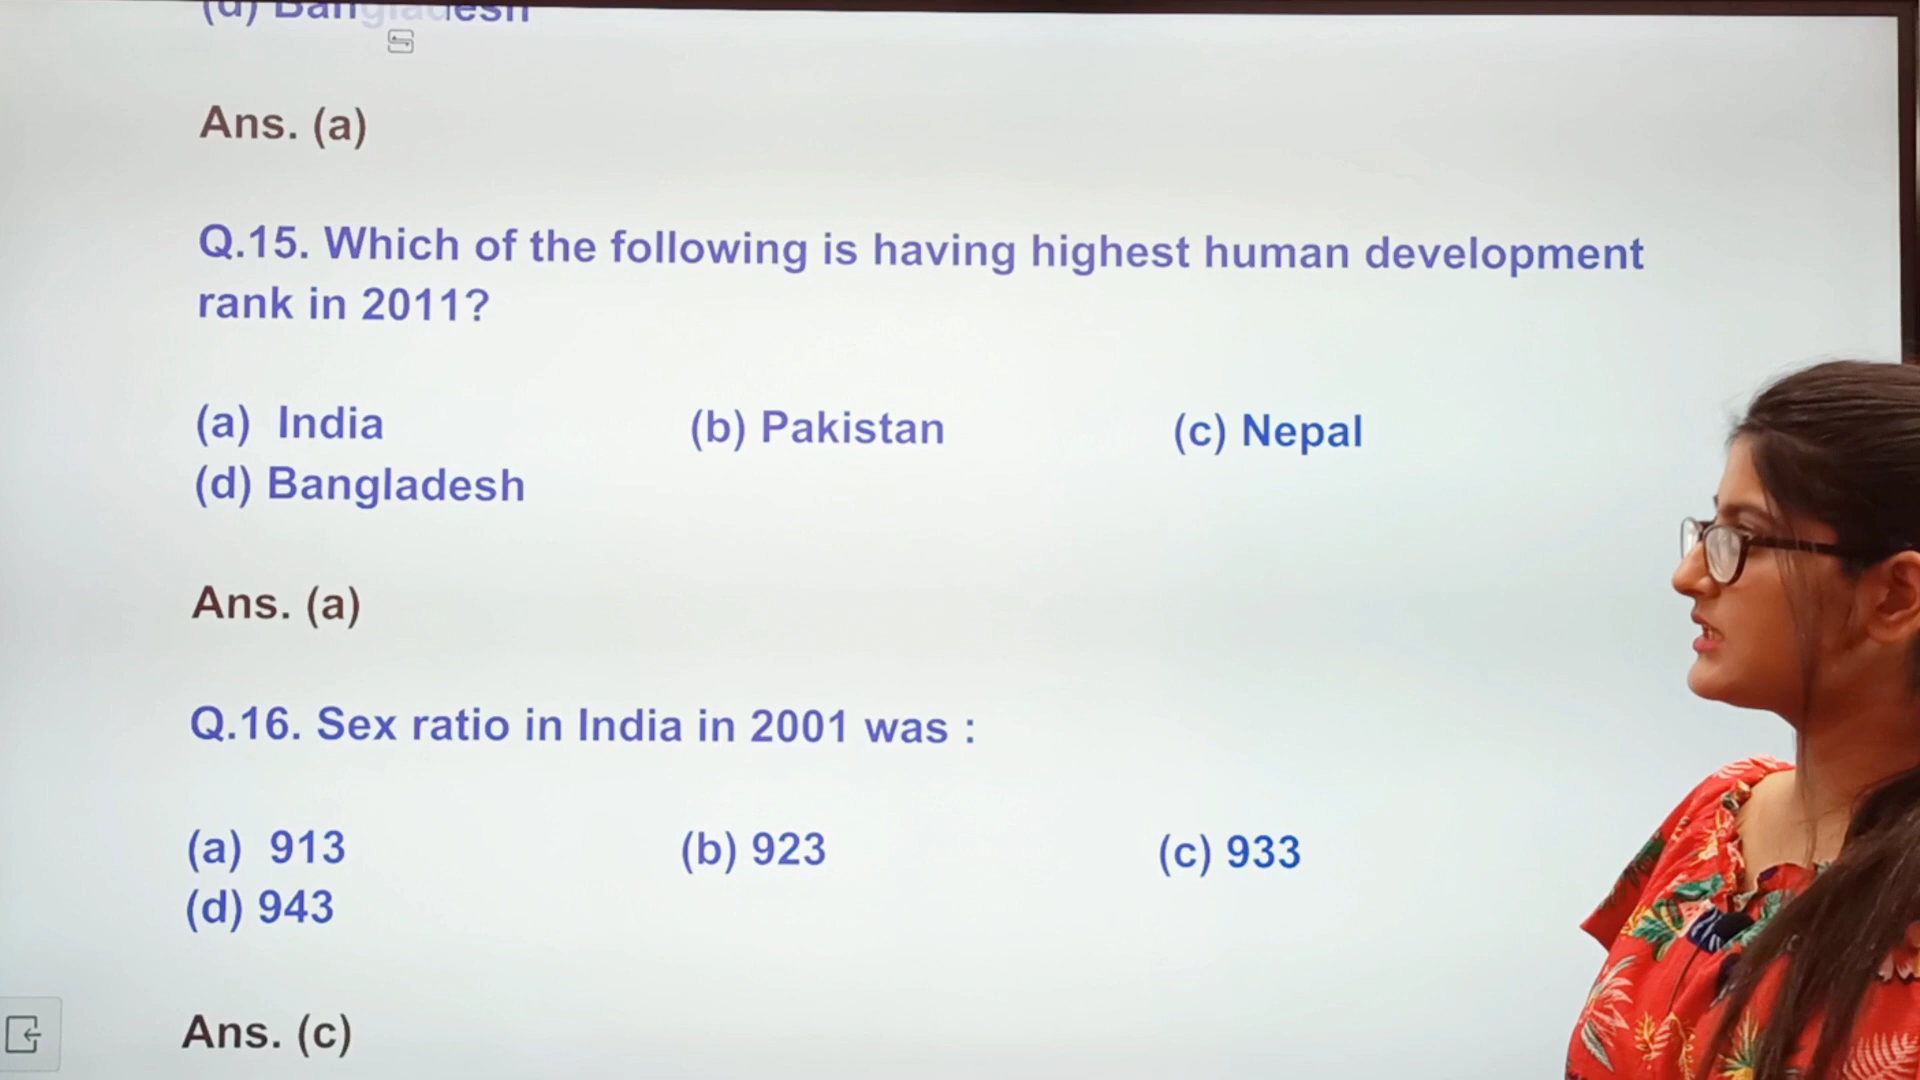 (d) Bangladesh
Ans. (a)
Q.15. Which of the following is having highest human development
rank in 2011?
(a) India (b) Pakistan (c) Nepal
(d) Bangladesh
Ans. (a)
Q.16. Sex ratio in India in 2001 was :
(a) 913 (b) 923 (c) 933
(d) 943
Ans. (c)